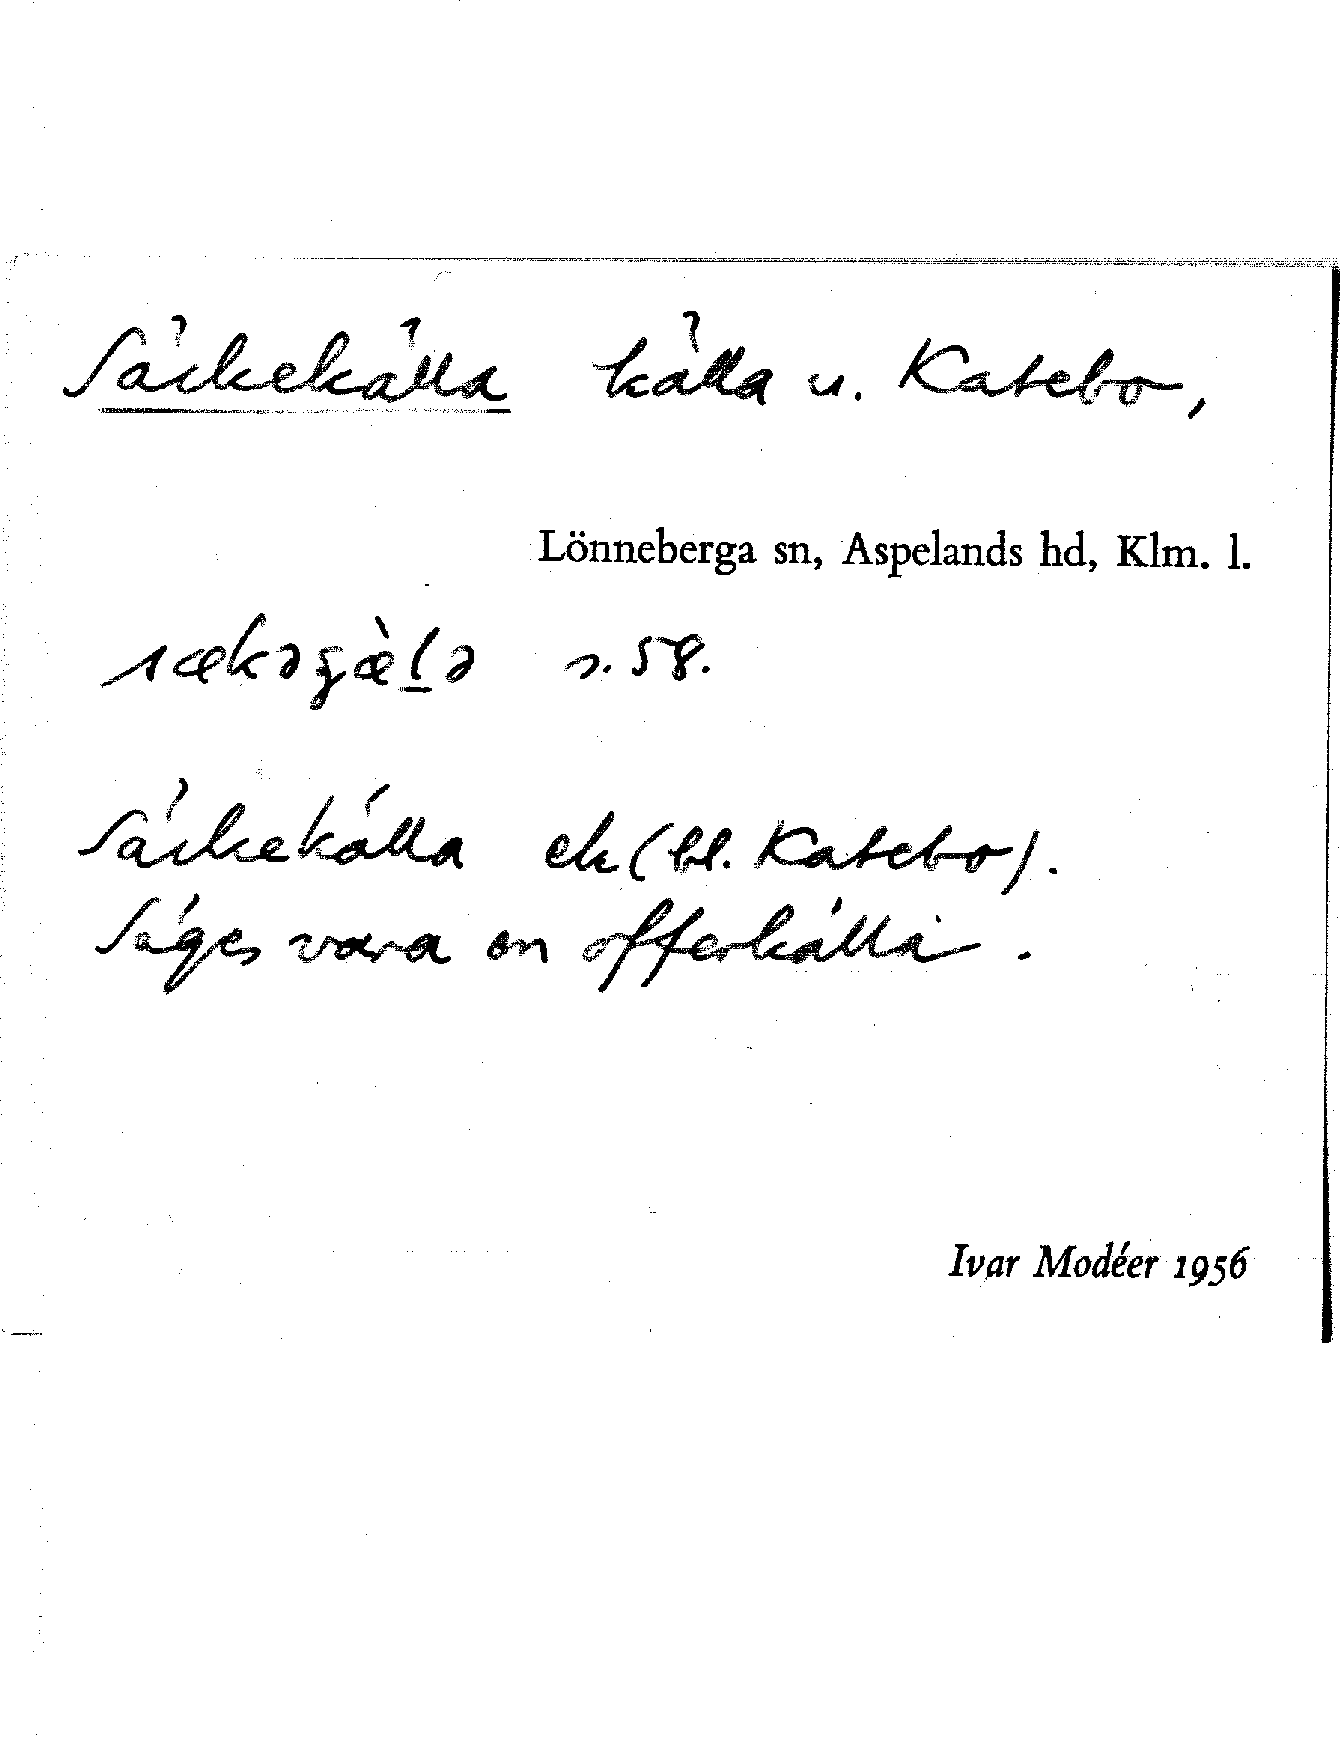 Säckekälla källa u. Katebo,
Lönneberga sn, Aspelands hd, Klm. l.
s. 58.
Säckekälla ek (bl. Katebo).
Säges vara en offerkälla.
Ivar Modéer 1956